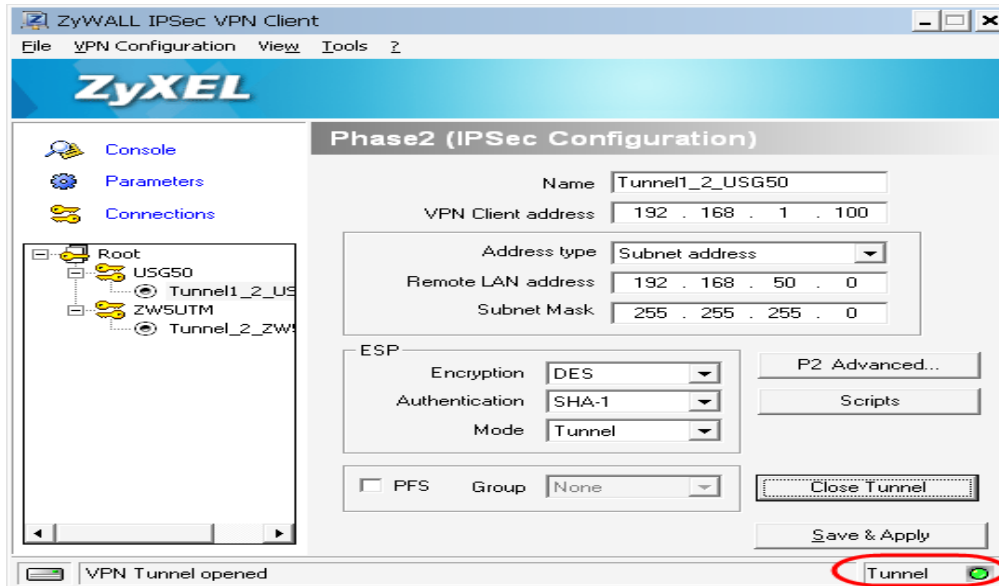 ZyWALL IPSec VPN Client
File VPN Configuration View Tools ?
ZyXEL
Console
Parameters
Connections
Root
USG50
Tunnel1_2_US
ZW5UTM
Tunnel_2_ZW!
Phase2 (IPSec Configuration)
Name Tunnel1_2_USG50
VPN Client address 192 . 168 . 1 . 100
Address type Subnet address
Remote LAN address 192 . 168 . 50 . 0
Subnet Mask 255 . 255 . 255 . 0
ESP
Encryption DES
Authentication SHA-1
Mode Tunnel
P2 Advanced...
Scripts
PFS Group None
Close Tunnel
Save & Apply
VPN Tunnel opened
Tunnel